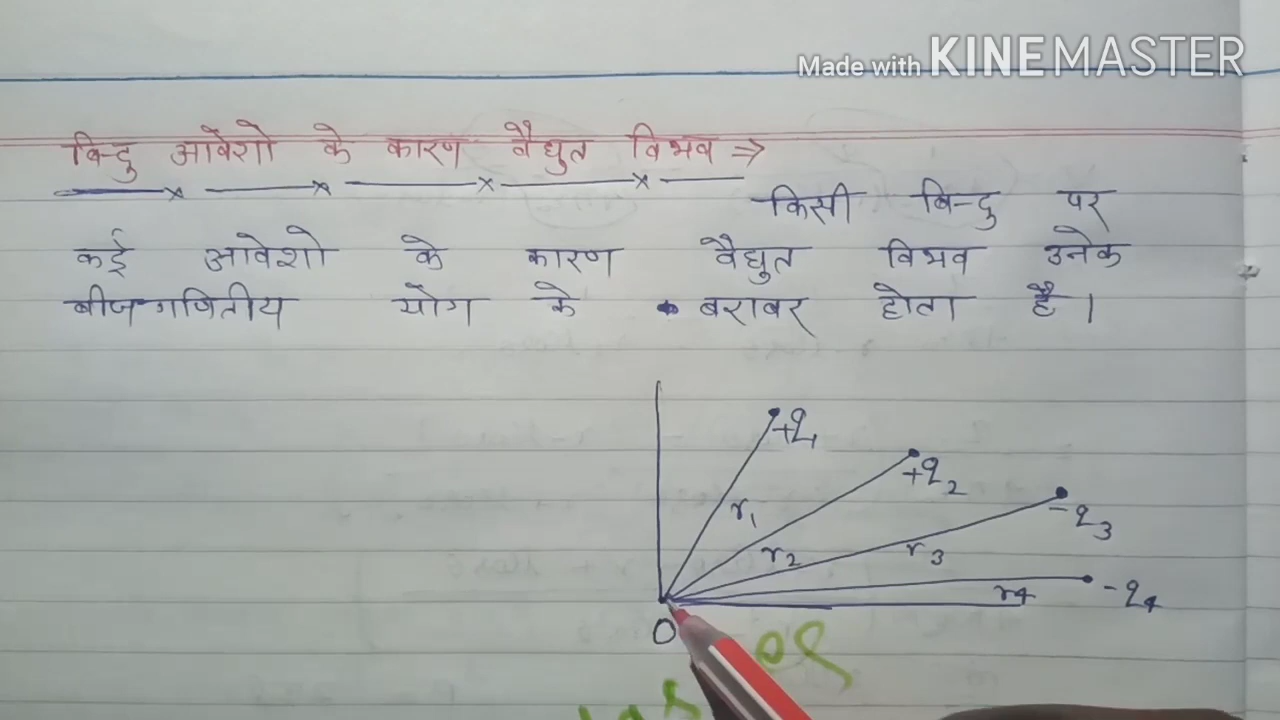 Made with KINEMASTER
बिन्दु आवेशो के कारण वैद्युत विभव ⇒
किसी बिन्दु पर
कई आवेशो के कारण वैद्युत विभव उनेक
बीजगणितीय योग के बराबर होता है।
+q₁
+q₂
-q₃
-q₄
r₁
r₂
r₃
r₄
O